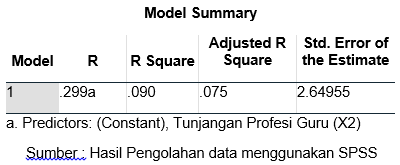 Model Summary
Model R R Square Adjusted R Square Std. Error of the Estimate
1 .299a .090 .075 2.64955
a. Predictors: (Constant), Tunjangan Profesi Guru (X2)
Sumber : Hasil Pengolahan data menggunakan SPSS